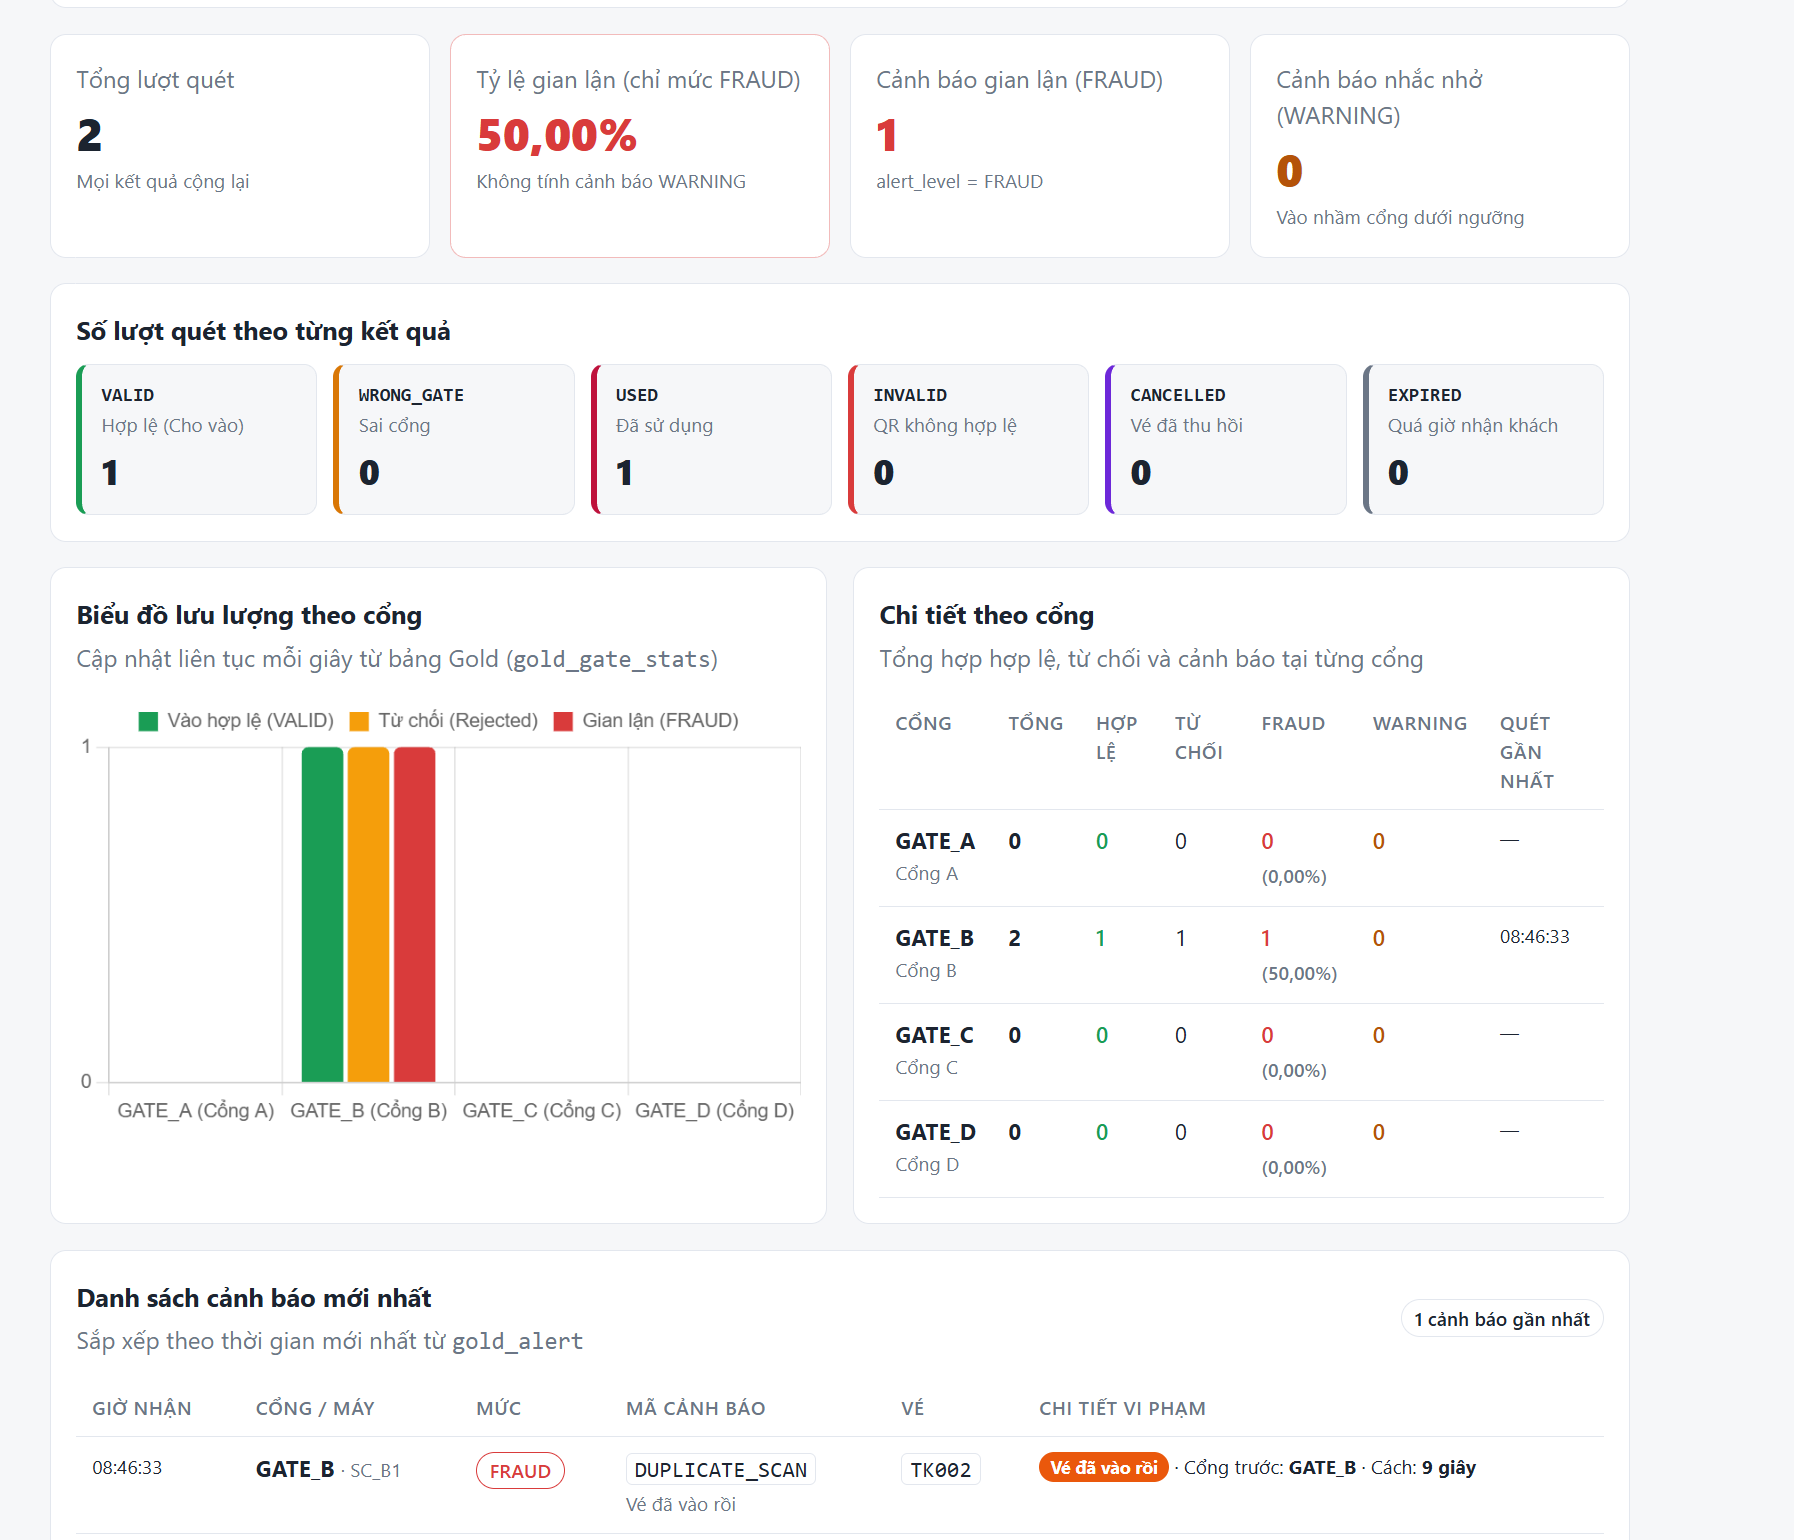 Tổng lượt quét
2
Mọi kết quả cộng lại
Tỷ lệ gian lận (chỉ mức FRAUD)
50,00%
Không tính cảnh báo WARNING
Cảnh báo gian lận (FRAUD)
1
alert_level = FRAUD
Cảnh báo nhắc nhở
(WARNING)
0
Vào nhầm cổng dưới ngưỡng
Số lượt quét theo từng kết quả
VALID
Hợp lệ (Cho vào)
1
WRONG_GATE
Sai cổng
0
USED
Đã sử dụng
1
INVALID
QR không hợp lệ
0
CANCELLED
Vé đã thu hồi
0
EXPIRED
Quá giờ nhận khách
0
Biểu đồ lưu lượng theo cổng
Cập nhật liên tục mỗi giây từ bảng Gold (gold_gate_stats)
Vào hợp lệ (VALID) Từ chối (Rejected) Gian lận (FRAUD)
1
0
GATE_A (Cổng A) GATE_B (Cổng B) GATE_C (Cổng C) GATE_D (Cổng D)
Chi tiết theo cổng
Tổng hợp hợp lệ, từ chối và cảnh báo tại từng cổng
CỔNG TỔNG HỢP LỆ TỪ CHỐI FRAUD WARNING QUÉT GẦN NHẤT
GATE_A 0 0 0 0 0 —
Cổng A (0,00%)
GATE_B 2 1 1 1 0 08:46:33
Cổng B (50,00%)
GATE_C 0 0 0 0 0 —
Cổng C (0,00%)
GATE_D 0 0 0 0 0 —
Cổng D (0,00%)
Danh sách cảnh báo mới nhất
Sắp xếp theo thời gian mới nhất từ gold_alert
1 cảnh báo gần nhất
GIỜ NHẬN CỔNG / MÁY MỨC MÃ CẢNH BÁO VÉ CHI TIẾT VI PHẠM
08:46:33 GATE_B · SC_B1 FRAUD DUPLICATE_SCAN TK002 Vé đã vào rồi · Cổng trước: GATE_B · Cách: 9 giây
Vé đã vào rồi